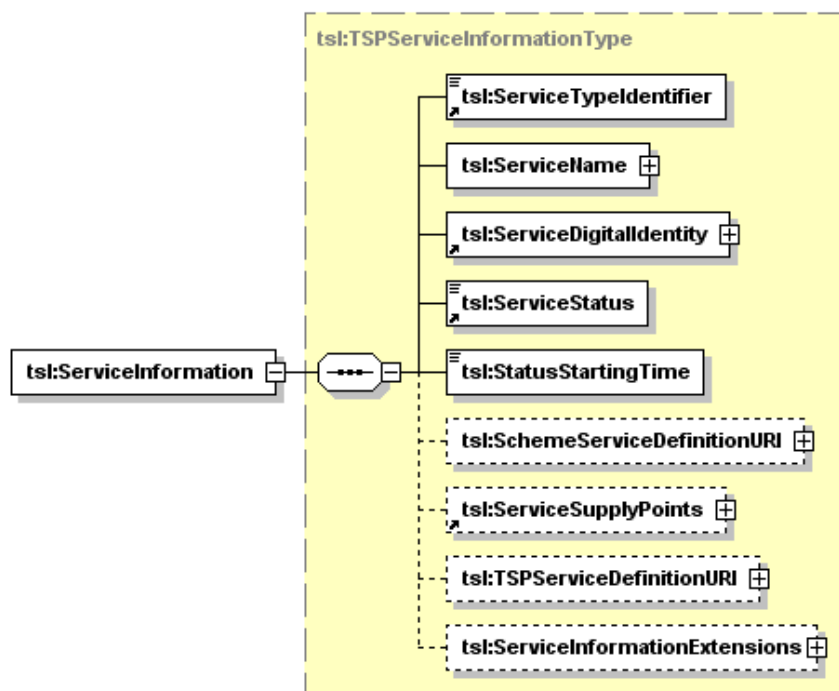 tsl:TSPServiceInformationType
tsl:ServiceTypeIdentifier
tsl:ServiceName
tsl:ServiceDigitalIdentity
tsl:ServiceStatus
tsl:ServiceInformation
tsl:StatusStartingTime
tsl:SchemeServiceDefinitionURI
tsl:ServiceSupplyPoints
tsl:TSPServiceDefinitionURI
tsl:ServiceInformationExtensions